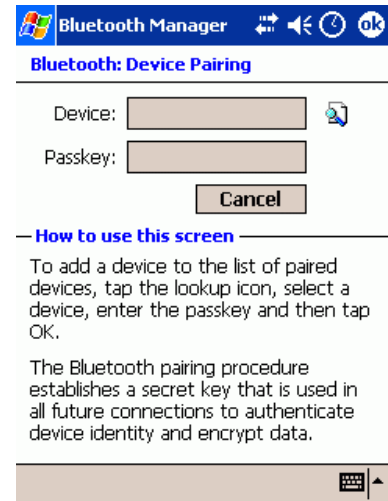 Bluetooth Manager
ok
Bluetooth: Device Pairing
Device:
Passkey:
Cancel
How to use this screen
To add a device to the list of paired
devices, tap the lookup icon, select a
device, enter the passkey and then tap
OK.
The Bluetooth pairing procedure
establishes a secret key that is used in
all future connections to authenticate
device identity and encrypt data.